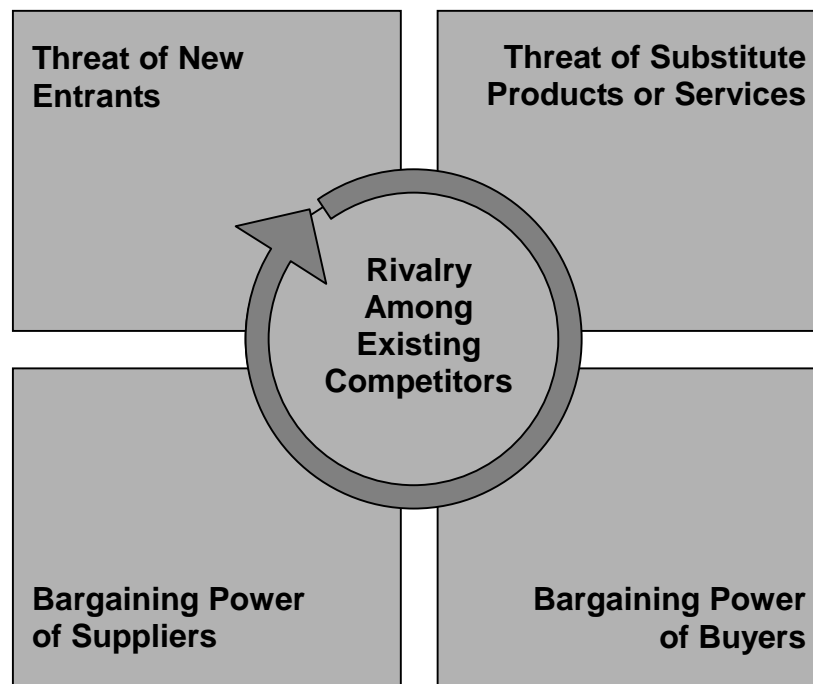 Threat of New
Entrants
Threat of Substitute
Products or Services
Rivalry
Among
Existing
Competitors
Bargaining Power
of Suppliers
Bargaining Power
of Buyers